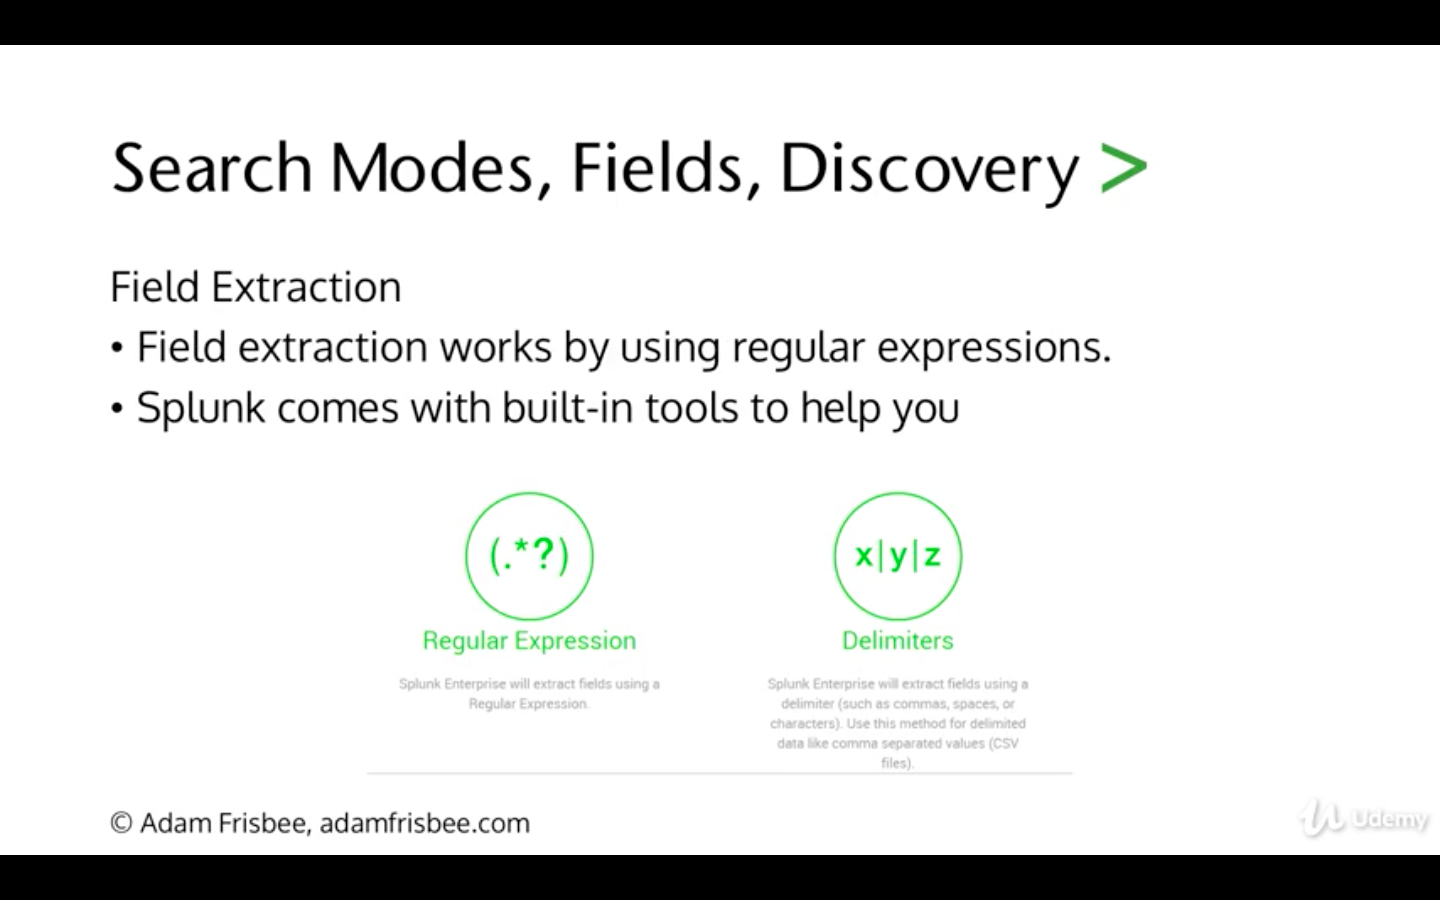 Search Modes, Fields, Discovery >
Field Extraction
• Field extraction works by using regular expressions.
• Splunk comes with built-in tools to help you
(.*?)
Regular Expression
Splunk Enterprise will extract fields using a
Regular Expression.
x|y|z
Delimiters
Splunk Enterprise will extract fields using a
delimiter (such as commas, spaces, or
characters). Use this method for delimited
data like comma separated values (CSV
files).
© Adam Frisbee, adamfrisbee.com
Udemy